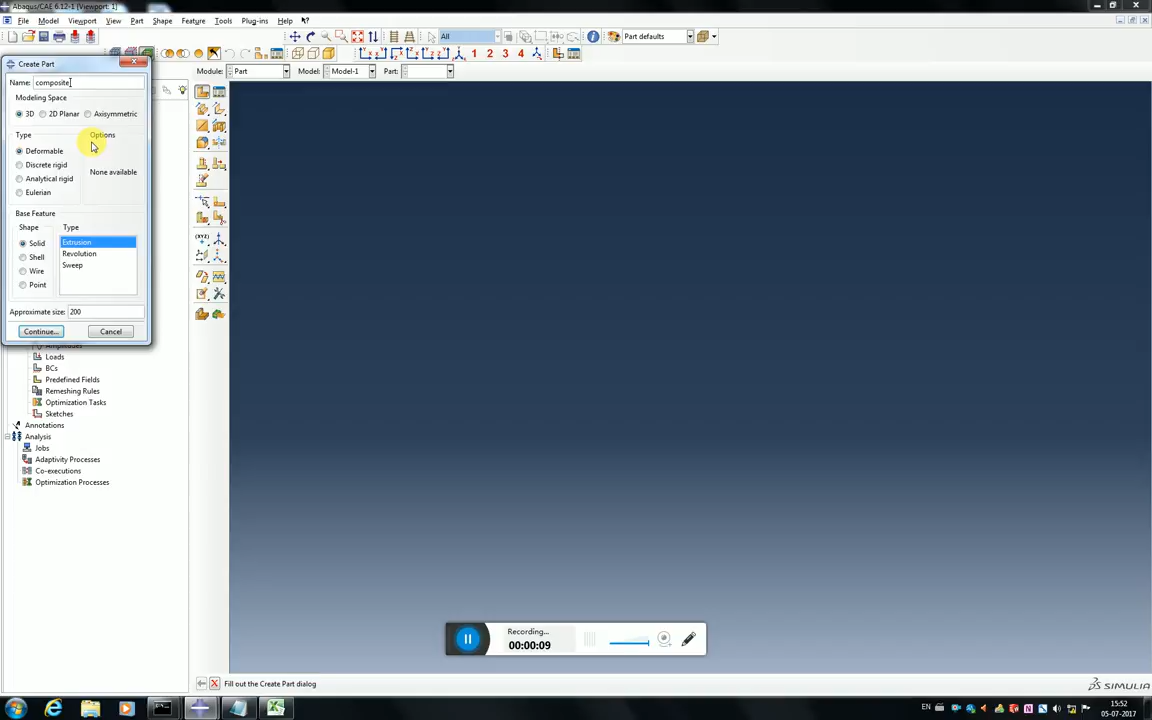 Abaqus/CAE 6.12-1 [Viewport: 1]
File Model Viewport View Part Shape Feature Tools Plug-ins Help
All Part defaults
1 2 3 4
Module: Part Model: Model-1 Part:
Create Part
Name: composite
Modeling Space
3D 2D Planar Axisymmetric
Type Options
Deformable
Discrete rigid
None available
Analytical rigid
Eulerian
Base Feature
Shape Type
Solid Extrusion
Shell Revolution
Wire Sweep
Point
Approximate size: 200
Continue... Cancel
Loads
BCs
Predefined Fields
Remeshing Rules
Optimization Tasks
Sketches
Annotations
Analysis
Jobs
Adaptivity Processes
Co-executions
Optimization Processes
(XYZ)
Recording...
00:00:09
Fill out the Create Part dialog
SIMULIA
EN
15:52
05-07-2017